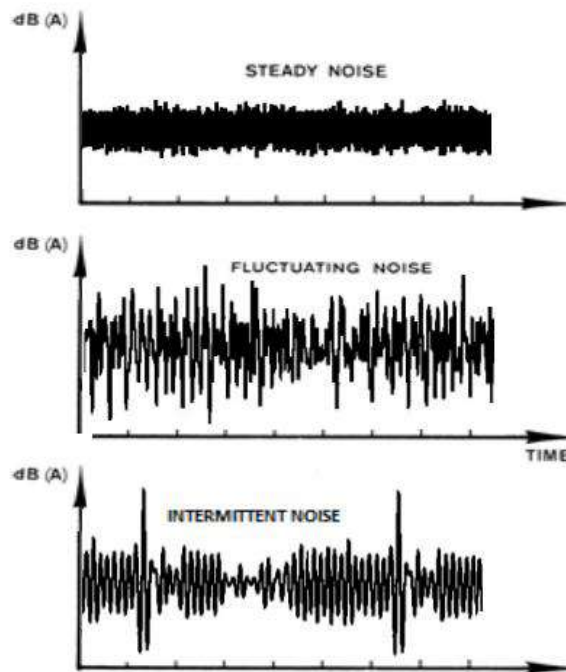 dB (A)
STEADY NOISE
dB (A)
FLUCTUATING NOISE
TIME
dB (A)
INTERMITTENT NOISE